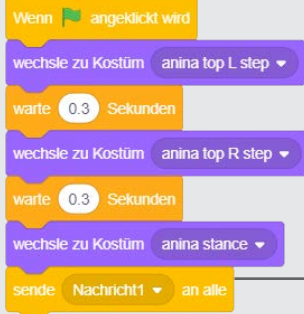 Wenn angeklickt wird
wechsle zu Kostüm anina top L step
warte 0.3 Sekunden
wechsle zu Kostüm anina top R step
warte 0.3 Sekunden
wechsle zu Kostüm anina stance
sende Nachricht1 an alle